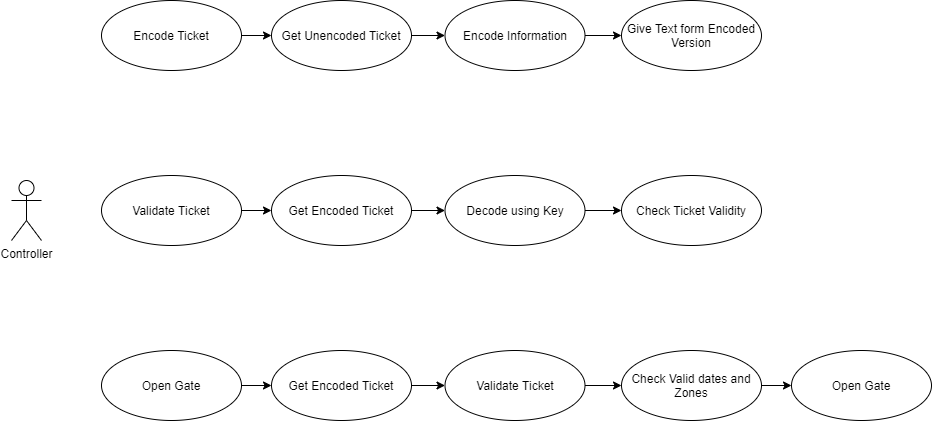 Encode Ticket
Get Unencoded Ticket
Encode Information
Give Text form Encoded
Version
Validate Ticket
Get Encoded Ticket
Decode using Key
Check Ticket Validity
Controller
Open Gate
Get Encoded Ticket
Validate Ticket
Check Valid dates and
Zones
Open Gate